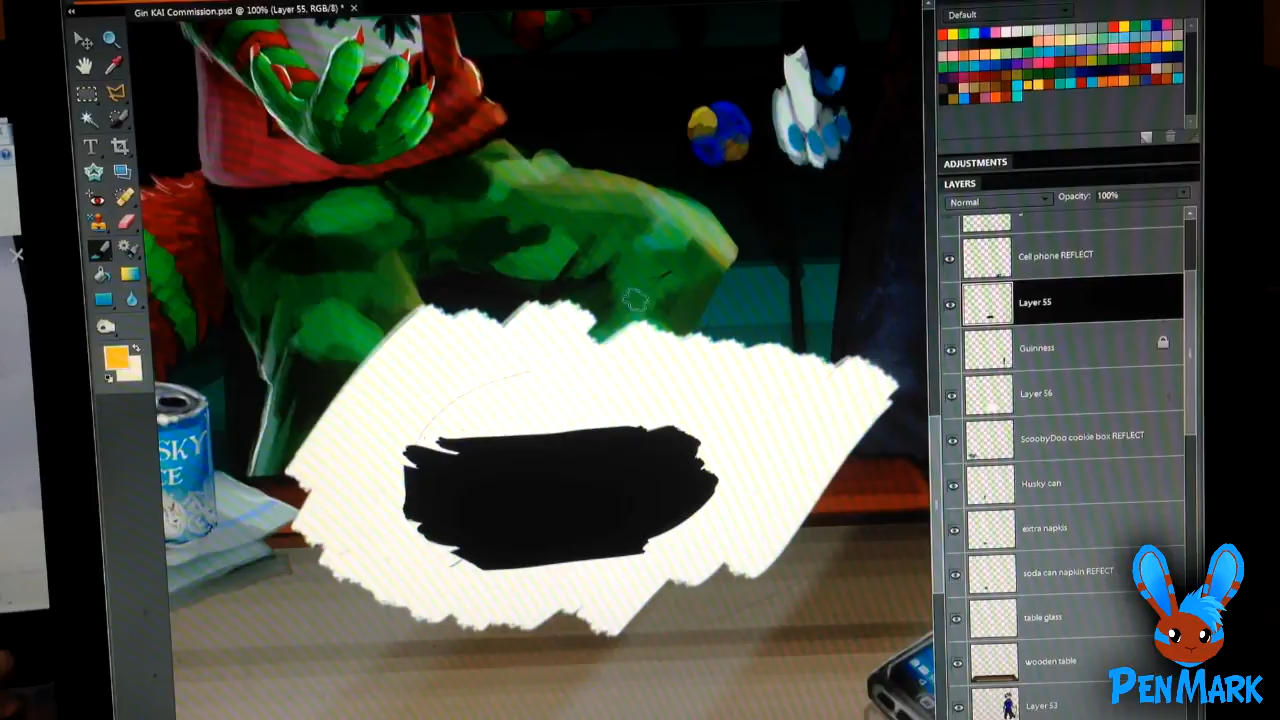 Gin KAI Commission.psd @ 100% (Layer 55, RGB/8) *
Default
ADJUSTMENTS
LAYERS
Normal
Opacity: 100%
Cell phone REFLECT
Layer 55
Guinness
Layer 56
ScoobyDoo cookie box REFLECT
Husky can
extra napkis
soda can napkin REFECT
table glass
wooden table
Layer 53
SKY
CE
PENMARK